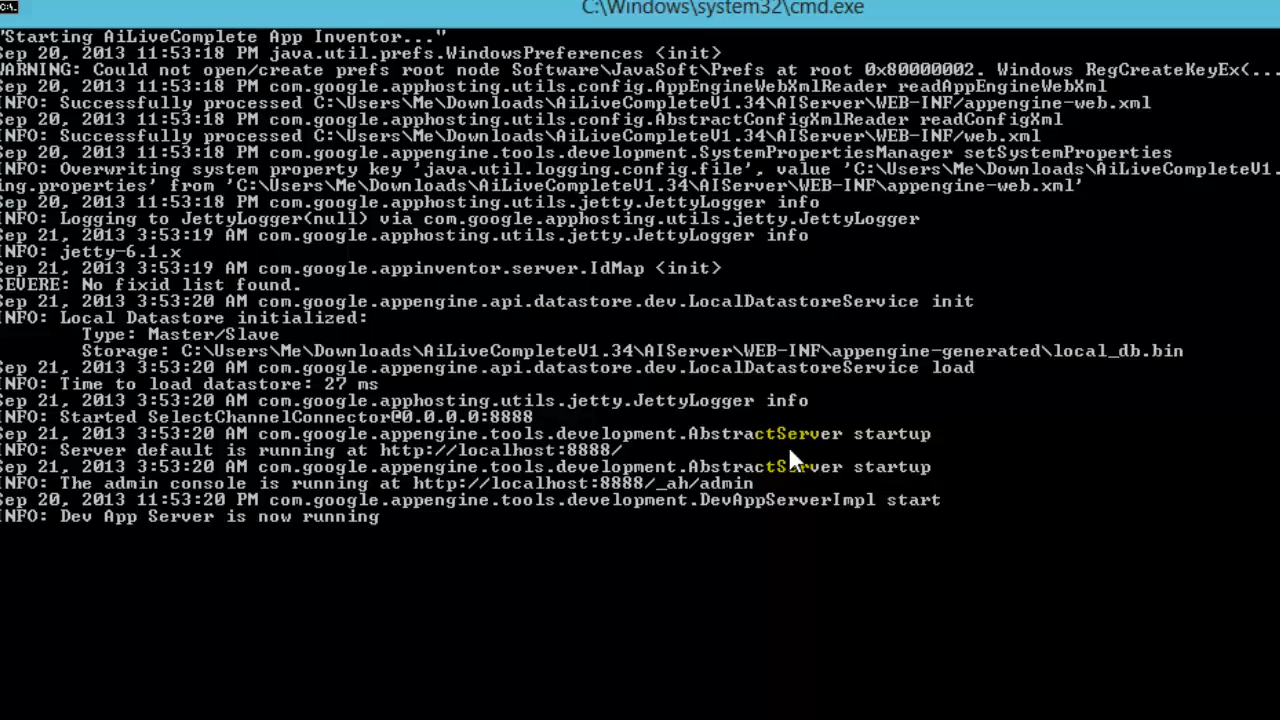 C:\Windows\system32\cmd.exe
"Starting AiLiveComplete App Inventor..."
Sep 20, 2013 11:53:18 PM java.util.prefs.WindowsPreferences <init>
WARNING: Could not open/create prefs root node Software\JavaSoft\Prefs at root 0x80000002. Windows RegCreateKeyEx(...
Sep 20, 2013 11:53:18 PM com.google.apphosting.utils.config.AppEngineWebXmlReader readAppEngineWebXml
INFO: Successfully processed C:\Users\Me\Downloads\AiLiveCompleteV1.34\AIServer\WEB-INF/appengine-web.xml
Sep 20, 2013 11:53:18 PM com.google.apphosting.utils.config.AbstractConfigXmlReader readConfigXml
INFO: Successfully processed C:\Users\Me\Downloads\AiLiveCompleteV1.34\AIServer\WEB-INF/web.xml
Sep 20, 2013 11:53:18 PM com.google.appengine.tools.development.SystemPropertiesManager setSystemProperties
INFO: Overwriting system property key 'java.util.logging.config.file', value 'C:\Users\Me\Downloads\AiLiveCompleteV1.
ing.properties' from 'C:\Users\Me\Downloads\AiLiveCompleteV1.34\AIServer\WEB-INF\appengine-web.xml'
Sep 20, 2013 11:53:18 PM com.google.apphosting.utils.jetty.JettyLogger info
INFO: Logging to JettyLogger(null) via com.google.apphosting.utils.jetty.JettyLogger
Sep 21, 2013 3:53:19 AM com.google.apphosting.utils.jetty.JettyLogger info
INFO: jetty-6.1.x
Sep 21, 2013 3:53:19 AM com.google.appinventor.server.IdMap <init>
SEVERE: No fixid list found.
Sep 21, 2013 3:53:20 AM com.google.appengine.api.datastore.dev.LocalDatastoreService init
INFO: Local Datastore initialized:
Type: Master/Slave
Storage: C:\Users\Me\Downloads\AiLiveCompleteV1.34\AIServer\WEB-INF\appengine-generated\local_db.bin
Sep 21, 2013 3:53:20 AM com.google.appengine.api.datastore.dev.LocalDatastoreService load
INFO: Time to load datastore: 27 ms
Sep 21, 2013 3:53:20 AM com.google.apphosting.utils.jetty.JettyLogger info
INFO: Started SelectChannelConnector@0.0.0.0:8888
Sep 21, 2013 3:53:20 AM com.google.appengine.tools.development.AbstractServer startup
INFO: Server default is running at http://localhost:8888/
Sep 21, 2013 3:53:20 AM com.google.appengine.tools.development.AbstractServer startup
INFO: The admin console is running at http://localhost:8888/_ah/admin
Sep 20, 2013 11:53:20 PM com.google.appengine.tools.development.DevAppServerImpl start
INFO: Dev App Server is now running